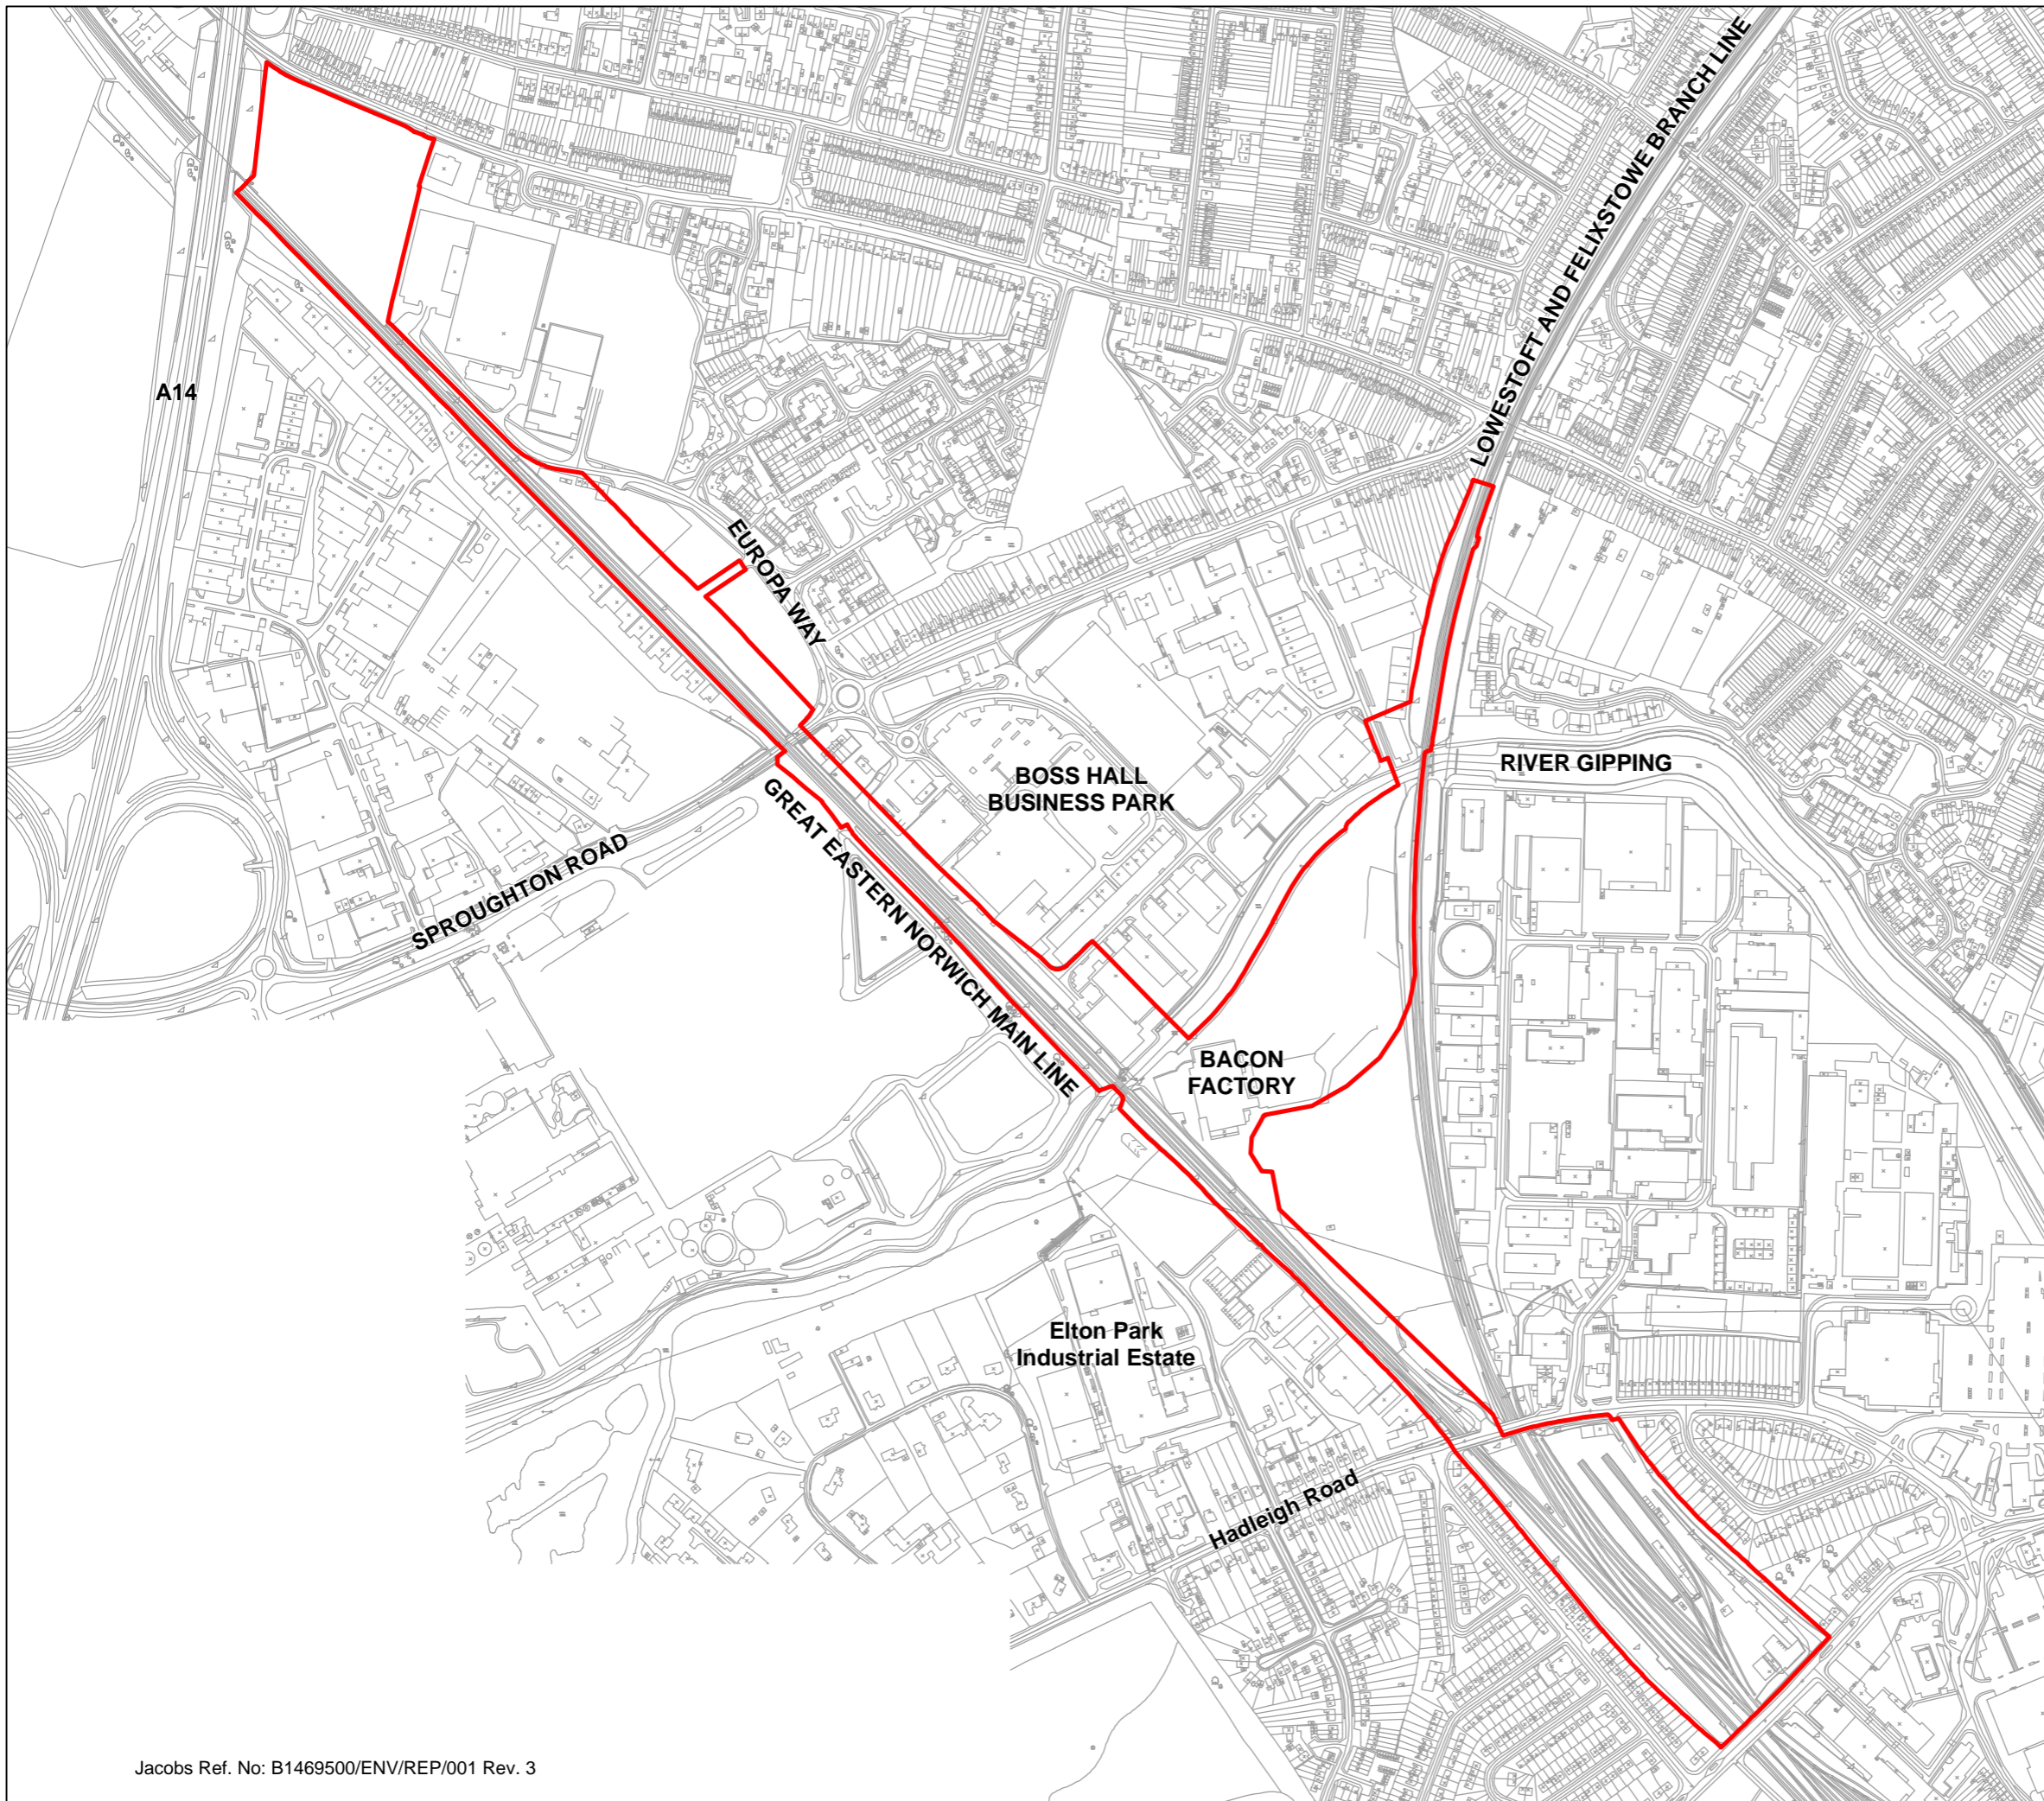 LOWESTOFT AND FELIXSTOWE BRANCH LINE
A14
EUROPA WAY
RIVER GIPPING
BOSS HALL
BUSINESS PARK
GREAT EASTERN NORWICH MAIN LINE
SPROUGHTON ROAD
BACON
FACTORY
Elton Park
Industrial Estate
Hadleigh Road
Jacobs Ref. No: B1469500/ENV/REP/001 Rev. 3